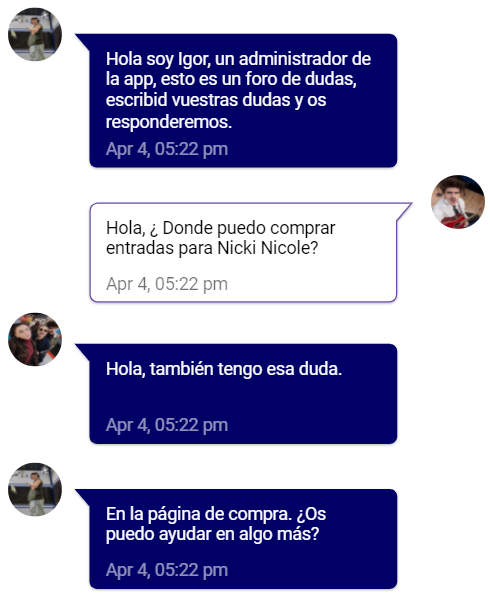 Hola soy Igor, un administrador de
la app, esto es un foro de dudas,
escribid vuestras dudas y os
responderemos.
Apr 4, 05:22 pm
Hola, ¿ Donde puedo comprar
entradas para Nicki Nicole?
Apr 4, 05:22 pm
Hola, también tengo esa duda.
Apr 4, 05:22 pm
En la página de compra. ¿Os
puedo ayudar en algo más?
Apr 4, 05:22 pm